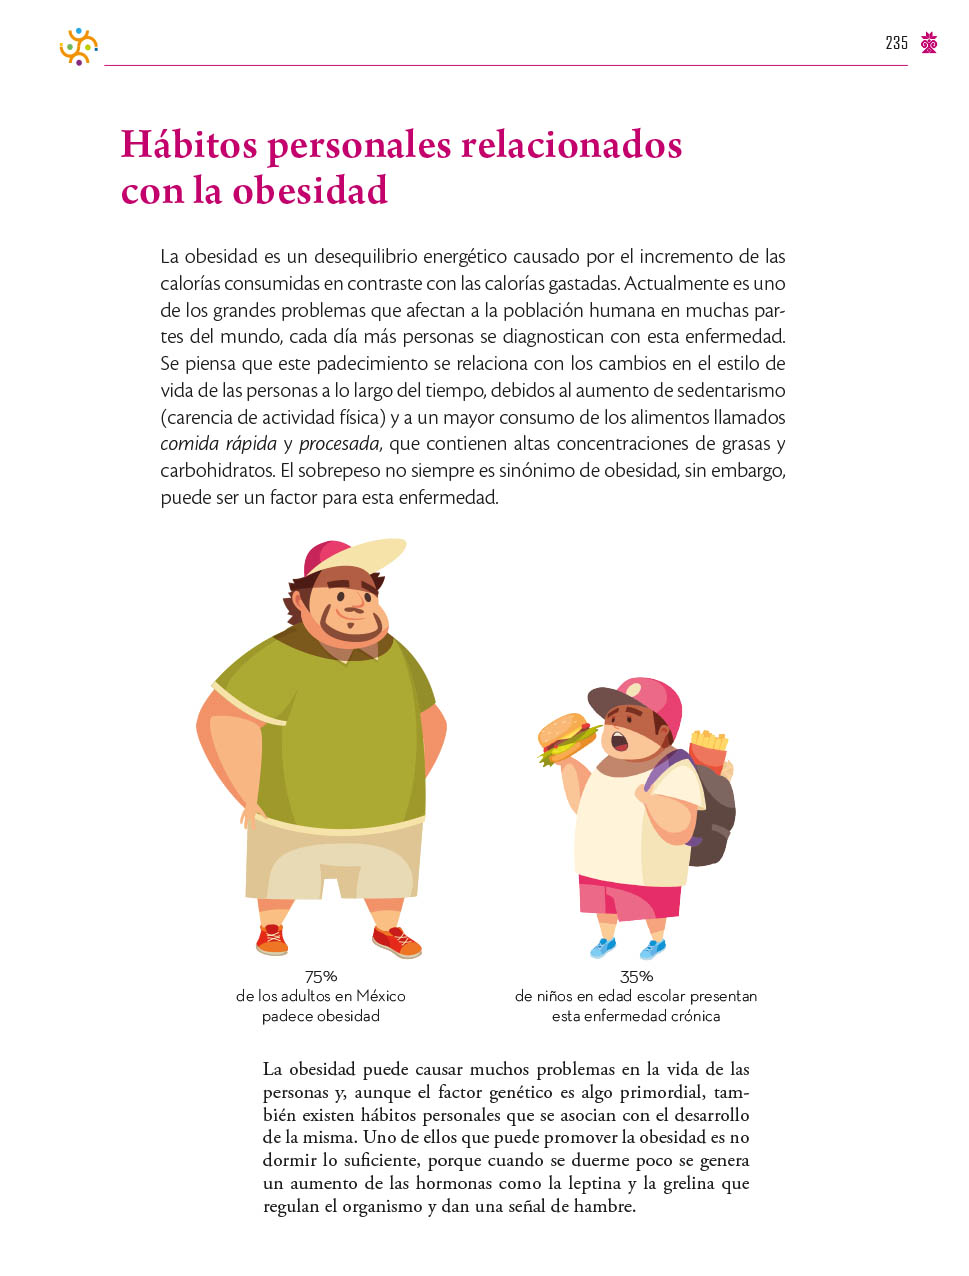 235
Hábitos personales relacionados
con la obesidad
La obesidad es un desequilibrio energético causado por el incremento de las
calorías consumidas en contraste con las calorías gastadas. Actualmente es uno
de los grandes problemas que afectan a la población humana en muchas par-
tes del mundo, cada día más personas se diagnostican con esta enfermedad.
Se piensa que este padecimiento se relaciona con los cambios en el estilo de
vida de las personas a lo largo del tiempo, debidos al aumento de sedentarismo
(carencia de actividad física) y a un mayor consumo de los alimentos llamados
comida rápida y procesada, que contienen altas concentraciones de grasas y
carbohidratos. El sobrepeso no siempre es sinónimo de obesidad, sin embargo,
puede ser un factor para esta enfermedad.
75%
de los adultos en México
padece obesidad
35%
de niños en edad escolar presentan
esta enfermedad crónica
La obesidad puede causar muchos problemas en la vida de las
personas y, aunque el factor genético es algo primordial, tam-
bién existen hábitos personales que se asocian con el desarrollo
de la misma. Uno de ellos que puede promover la obesidad es no
dormir lo suficiente, porque cuando se duerme poco se genera
un aumento de las hormonas como la leptina y la grelina que
regulan el organismo y dan una señal de hambre.